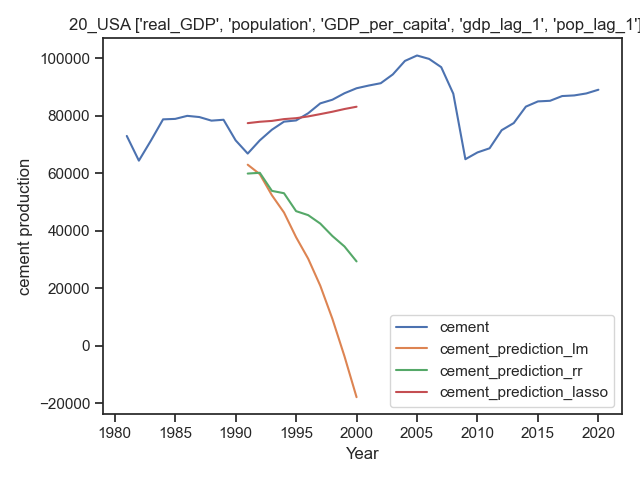 20_USA ['real_GDP', 'population', 'GDP_per_capita', 'gdp_lag_1', 'pop_lag_1']
100000
80000
60000
40000
20000
0
−20000
cement production
cement
cement_prediction_lm
cement_prediction_rr
cement_prediction_lasso
1980 1985 1990 1995 2000 2005 2010 2015 2020
Year